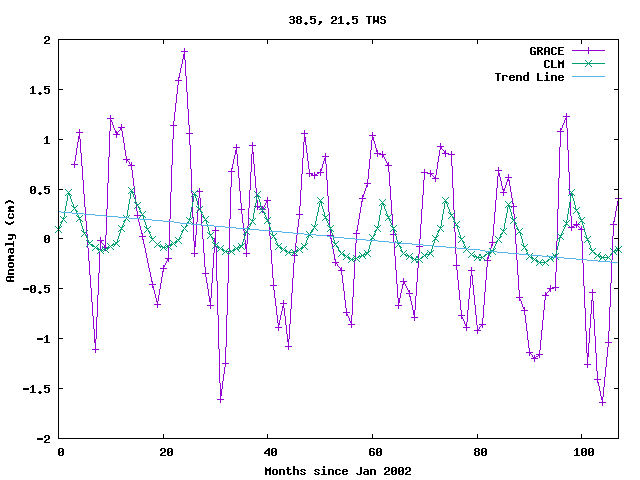 38.5, 21.5 TWS
GRACE
CLM
Trend Line
2
1.5
1
0.5
0
-0.5
-1
-1.5
-2
Anomaly (cm)
0 20 40 60 80 100
Months since Jan 2002